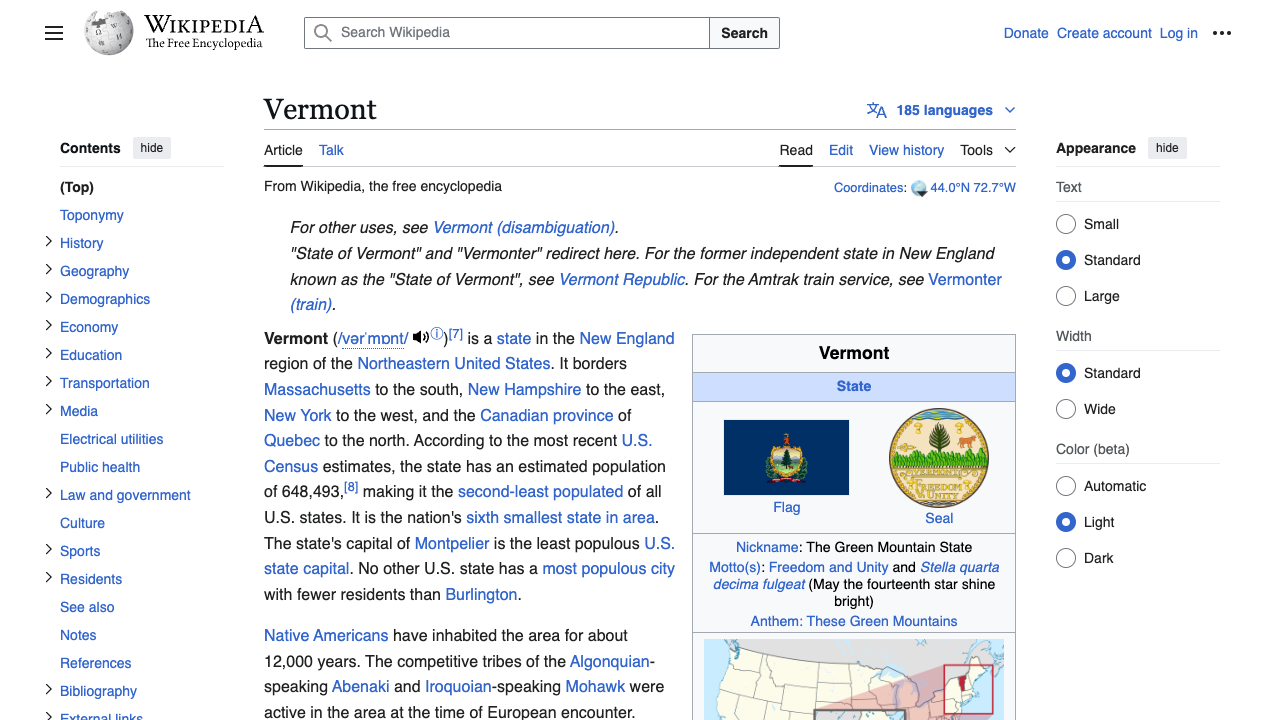 WIKIPEDIA
The Free Encyclopedia
Search Wikipedia
Search
Donate Create account Log in
Contents hide
(Top)
Toponymy
History
Geography
Demographics
Economy
Education
Transportation
Media
Electrical utilities
Public health
Law and government
Culture
Sports
Residents
See also
Notes
References
Bibliography
External links
Vermont
185 languages
Article Talk
Read Edit View history Tools
From Wikipedia, the free encyclopedia
Coordinates: 44.0°N 72.7°W
For other uses, see Vermont (disambiguation).
"State of Vermont" and "Vermonter" redirect here. For the former independent state in New England
known as the "State of Vermont", see Vermont Republic. For the Amtrak train service, see Vermonter
(train).
Vermont (/vərˈmɒnt/ ⓘ)[7] is a state in the New England
region of the Northeastern United States. It borders
Massachusetts to the south, New Hampshire to the east,
New York to the west, and the Canadian province of
Quebec to the north. According to the most recent U.S.
Census estimates, the state has an estimated population
of 648,493,[8] making it the second-least populated of all
U.S. states. It is the nation's sixth smallest state in area.
The state's capital of Montpelier is the least populous U.S.
state capital. No other U.S. state has a most populous city
with fewer residents than Burlington.
Native Americans have inhabited the area for about
12,000 years. The competitive tribes of the Algonquian-
speaking Abenaki and Iroquoian-speaking Mohawk were
active in the area at the time of European encounter.
Vermont
State
Flag
VERMONT
FREEDOM
UNITY
Seal
Nickname: The Green Mountain State
Motto(s): Freedom and Unity and Stella quarta
decima fulgeat (May the fourteenth star shine
bright)
Anthem: These Green Mountains
Appearance hide
Text
Small
Standard
Large
Width
Standard
Wide
Color (beta)
Automatic
Light
Dark